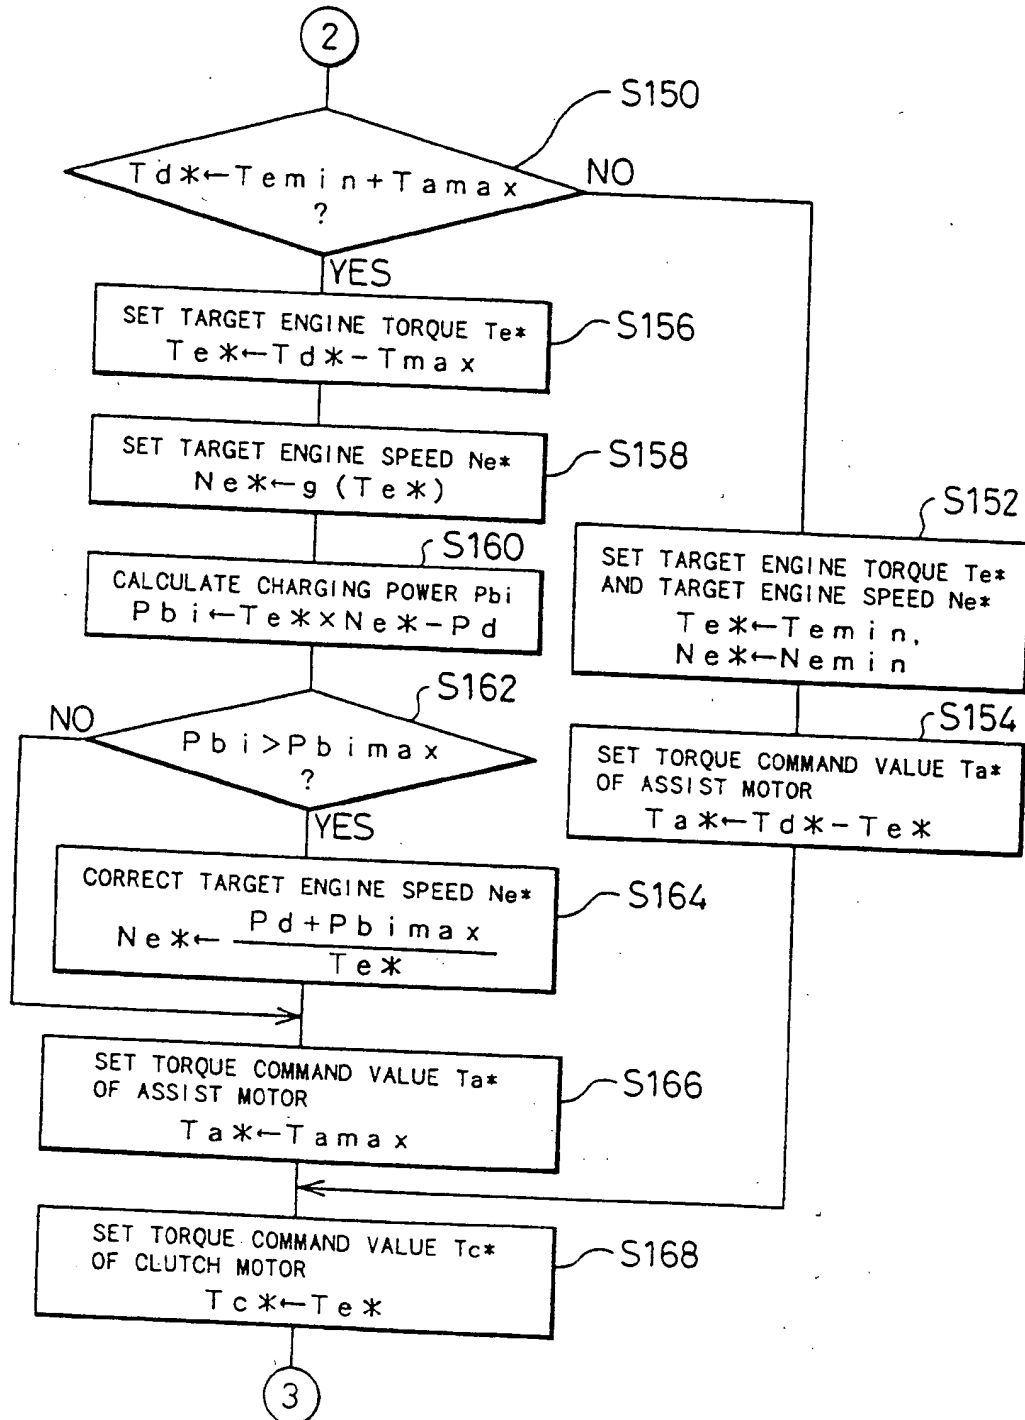 2
S150
Td*←Temin+Tamax
?
NO
YES
SET TARGET ENGINE TORQUE Te*
Te*←Td*-Tmax
S156
SET TARGET ENGINE SPEED Ne*
Ne*←g (Te*)
S158
S160
CALCULATE CHARGING POWER Pbi
Pbi←Te*×Ne*-Pd
S152
SET TARGET ENGINE TORQUE Te*
AND TARGET ENGINE SPEED Ne*
Te*←Temin,
Ne*←Nemin
S162
NO
Pbi>Pbimax
?
YES
S154
SET TORQUE COMMAND VALUE Ta*
OF ASSIST MOTOR
Ta*←Td*-Te*
CORRECT TARGET ENGINE SPEED Ne*
Ne*← Pd+Pbimax
Te*
S164
SET TORQUE COMMAND VALUE Ta*
OF ASSIST MOTOR
Ta*←Tamax
S166
SET TORQUE COMMAND VALUE Tc*
OF CLUTCH MOTOR
Tc*←Te*
S168
3